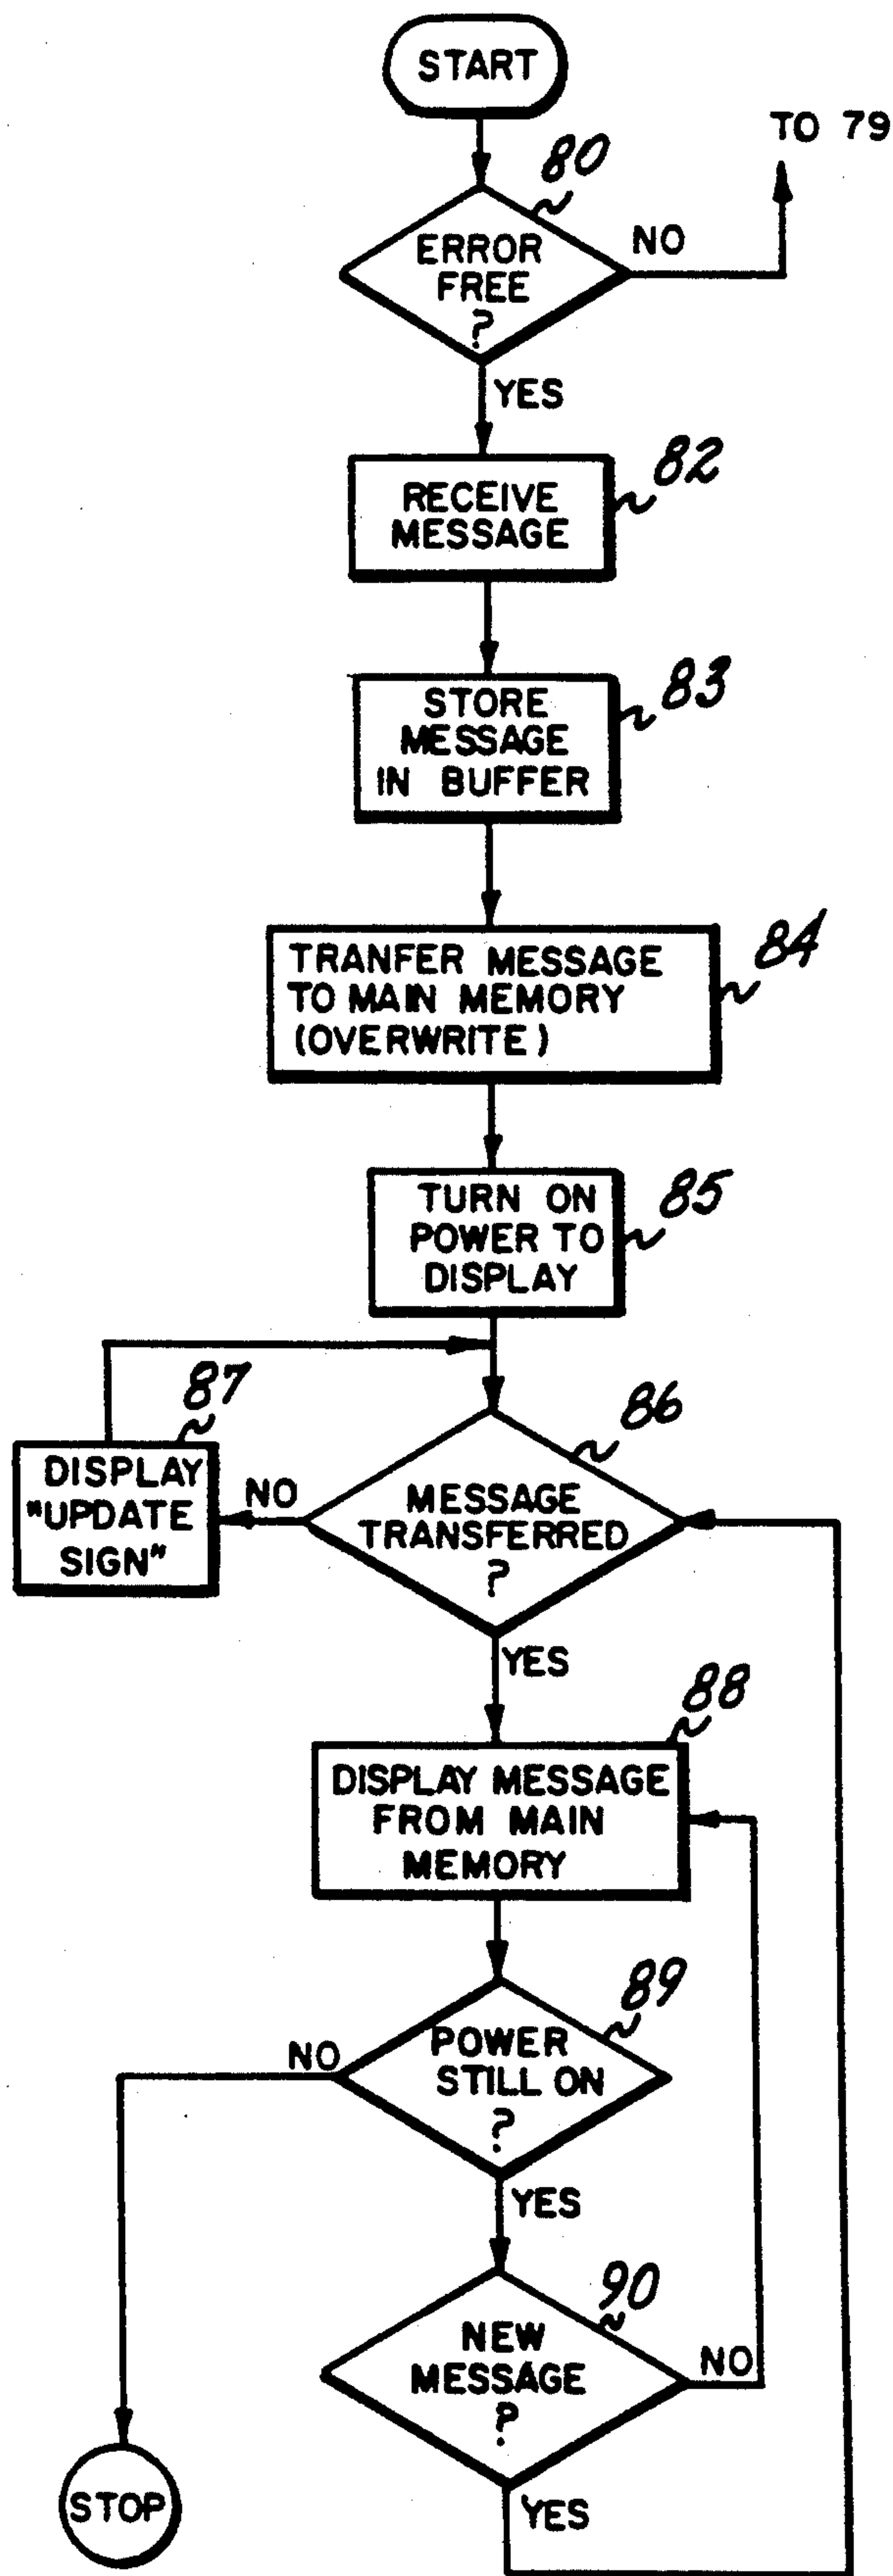 START
TO 79
80
ERROR
FREE
?
NO
YES
82
RECEIVE
MESSAGE
83
STORE
MESSAGE
IN BUFFER
84
TRANFER MESSAGE
TO MAIN MEMORY
(OVERWRITE)
85
TURN ON
POWER TO
DISPLAY
87
DISPLAY
"UPDATE
SIGN"
NO
86
MESSAGE
TRANSFERRED
?
YES
88
DISPLAY MESSAGE
FROM MAIN
MEMORY
89
POWER
STILL ON
?
NO
YES
90
NEW
MESSAGE
?
NO
YES
STOP